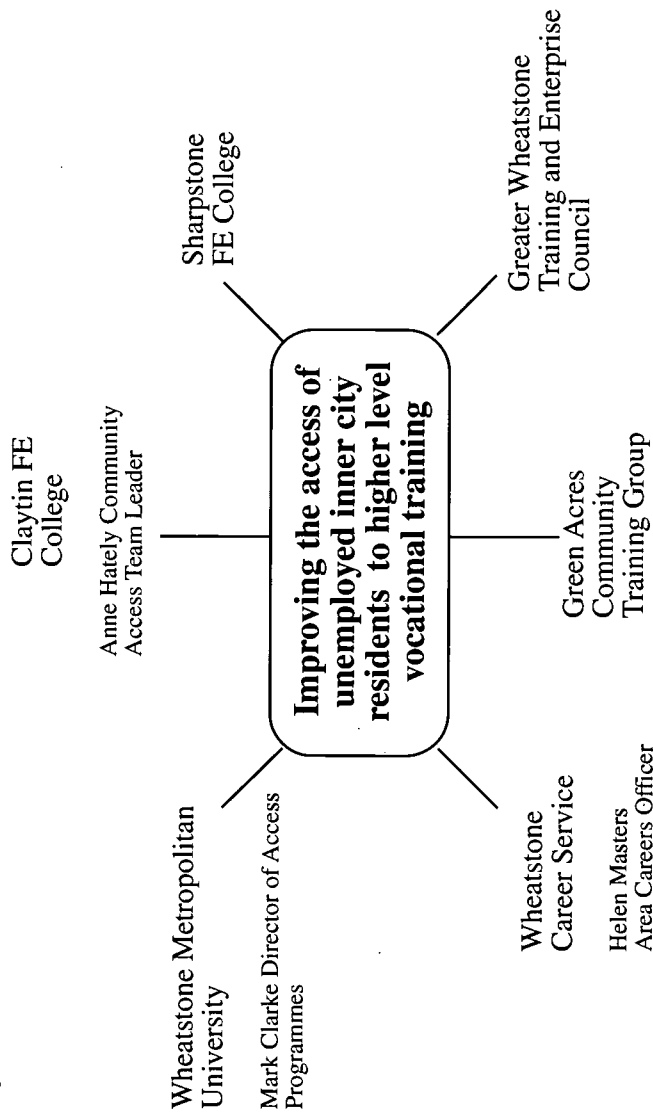 Claytin FE
College
Anne Hately Community
Access Team Leader
Wheatstone Metropolitan
University
Mark Clarke Director of Access
Programmes
Sharpstone
FE College
Improving the access of
unemployed inner city
residents to higher level
vocational training
Wheatstone
Career Service
Helen Masters
Area Careers Officer
Green Acres
Community
Training Group
Greater Wheatstone
Training and Enterprise
Council